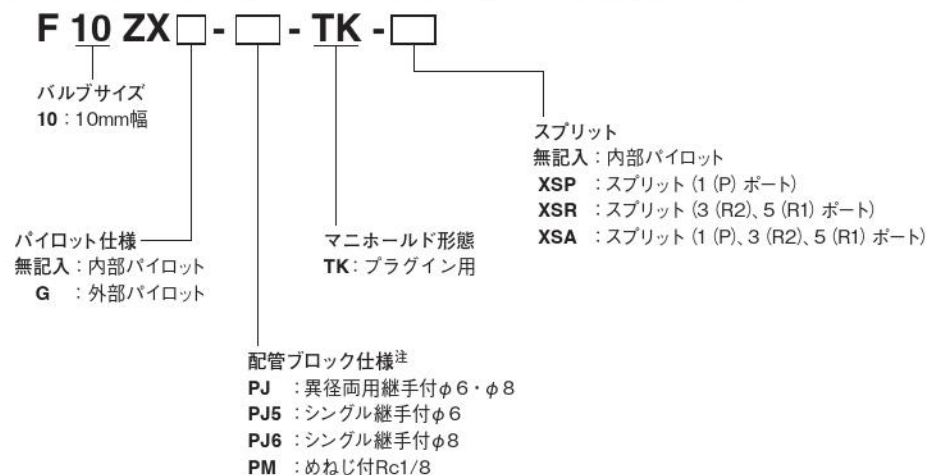 F 10 ZX□-□-TK-□
バルブサイズ
10：10mm幅
スプリット
無記入：内部パイロット
XSP ：スプリット（1（P）ポート）
XSR ：スプリット（3（R2）、5（R1）ポート）
XSA ：スプリット（1（P）、3（R2）、5（R1）ポート）
パイロット仕様
無記入：内部パイロット
G ：外部パイロット
マニホールド形態
TK：プラグイン用
配管ブロック仕様注
PJ ：異径両用継手付φ6・φ8
PJ5 ：シングル継手付φ6
PJ6 ：シングル継手付φ8
PM ：めねじ付Rc1/8